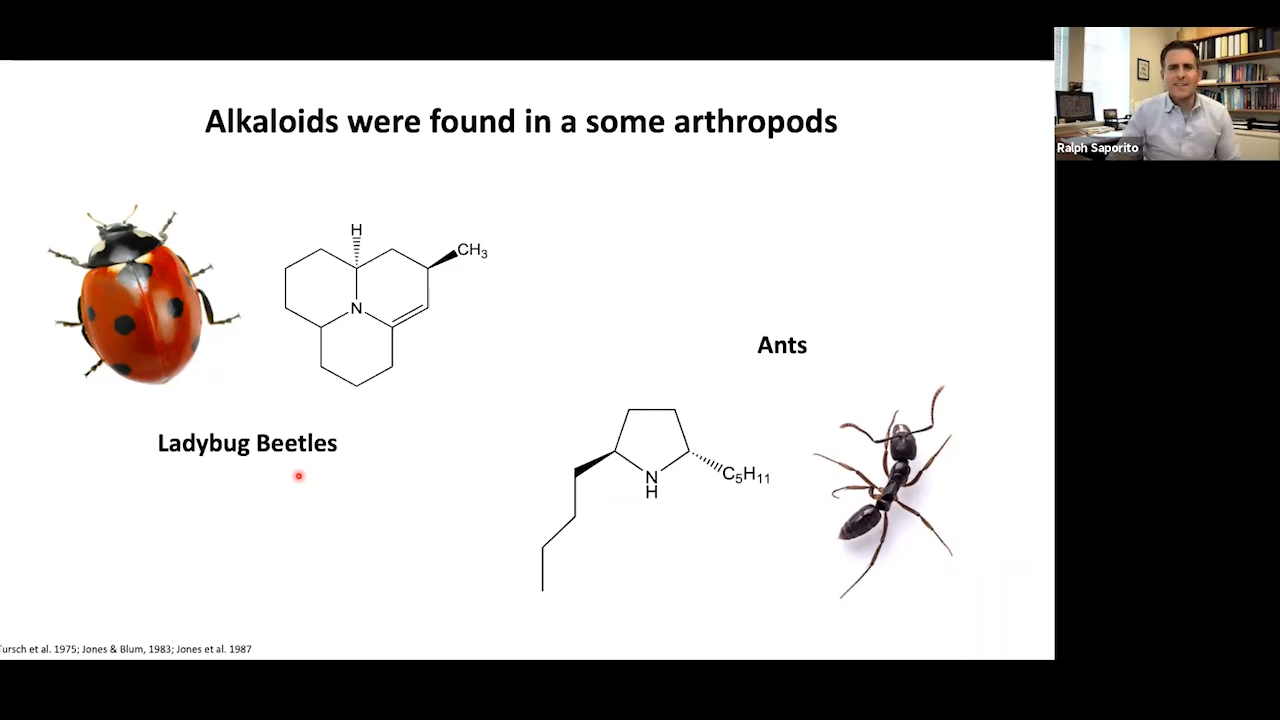 Alkaloids were found in a some arthropods
Ralph Saporito
H
CH3
N
Ants
Ladybug Beetles
N
H
C5H11
Tursch et al. 1975; Jones & Blum, 1983; Jones et al. 1987